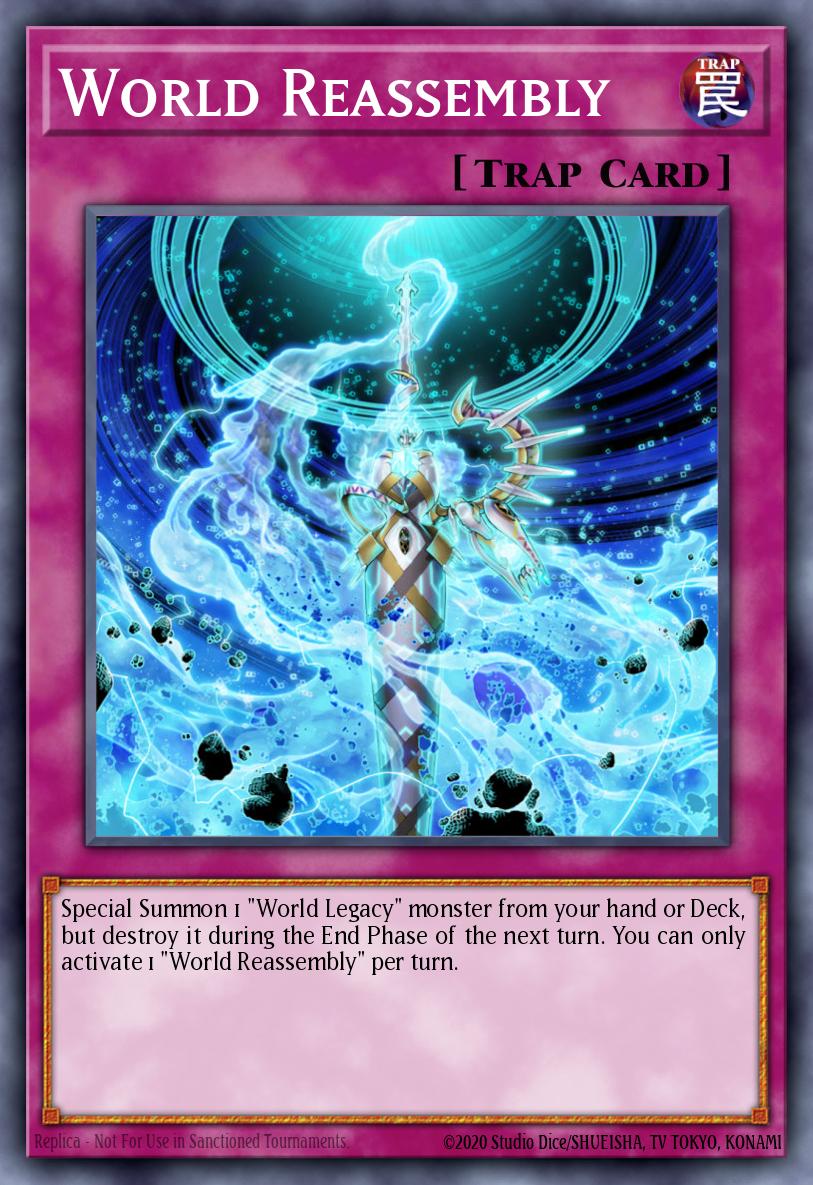 World Reassembly
TRAP
罠
[Trap Card]
Special Summon 1 "World Legacy" monster from your hand or Deck,
but destroy it during the End Phase of the next turn. You can only
activate 1 "World Reassembly" per turn.
Replica - Not For Use in Sanctioned Tournaments.
©2020 Studio Dice/SHUEISHA, TV TOKYO, KONAMI